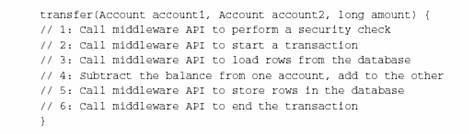 transfer(Account account1, Account account2, long amount) {
// 1: Call middleware API to perform a security check
// 2: Call middleware API to start a transaction
// 3: Call middleware API to load rows from the database
// 4: Subtract the balance from one account, add to the other
// 5: Call middleware API to store rows in the database
// 6: Call middleware API to end the transaction
}